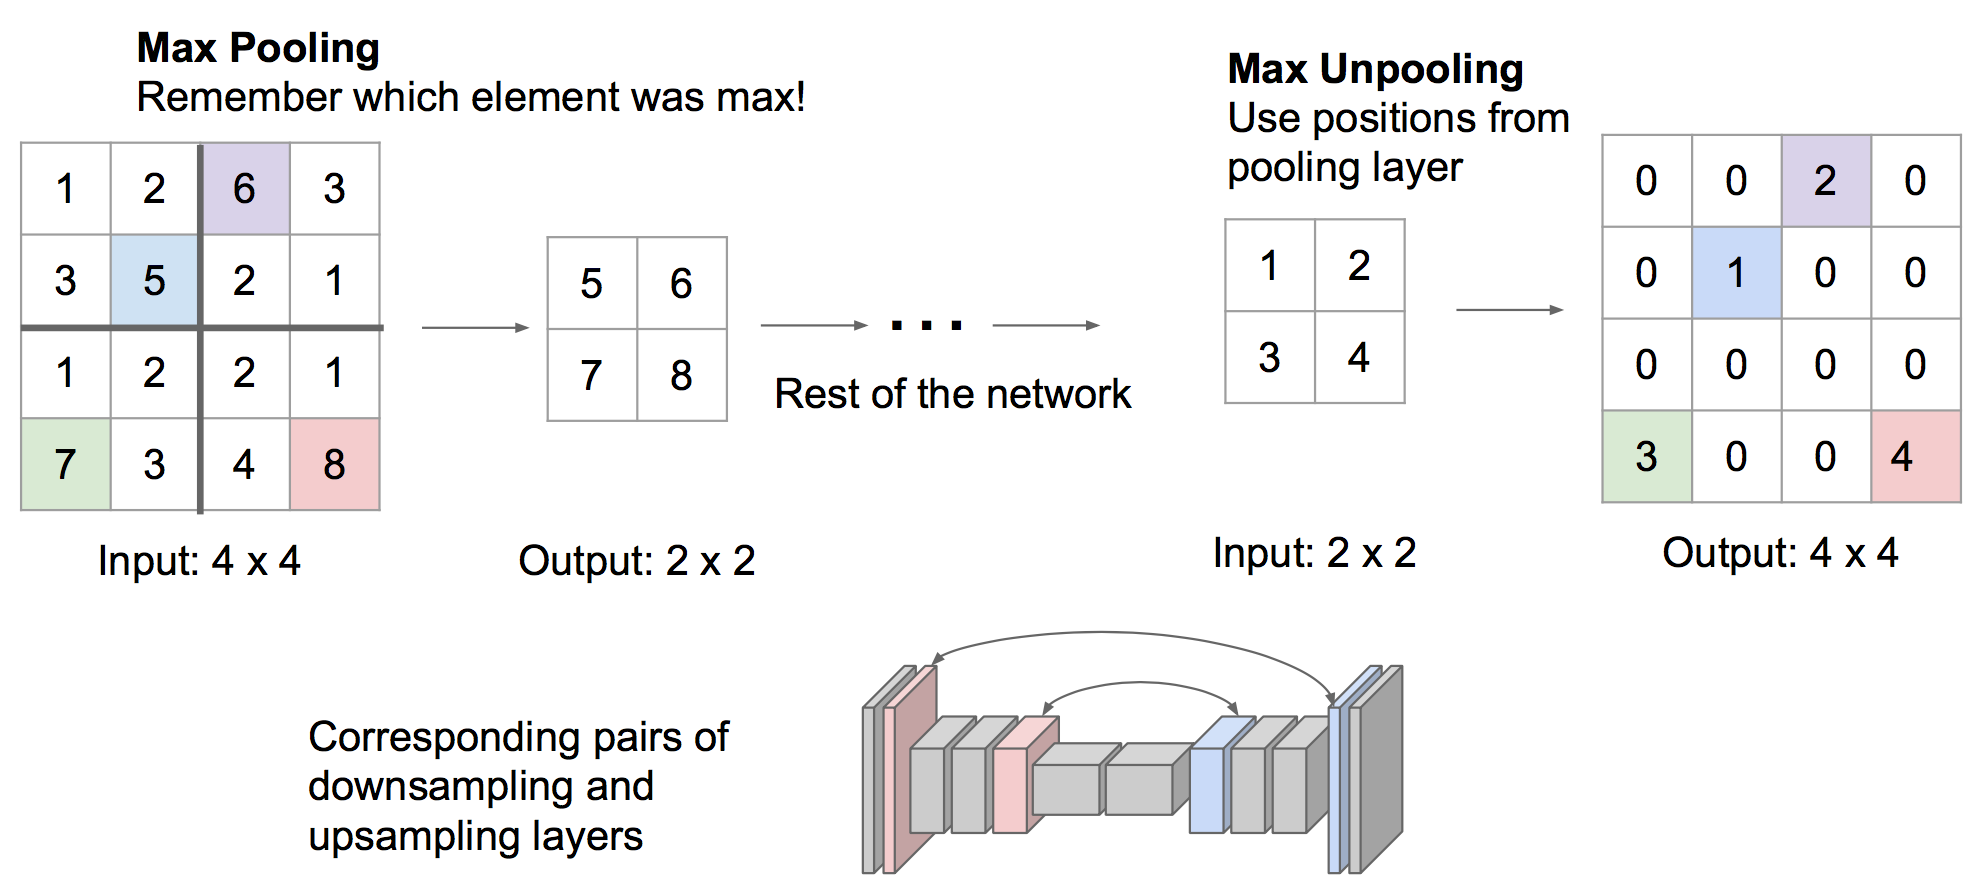 Max Pooling
Remember which element was max!
1 2 6 3
3 5 2 1
1 2 2 1
7 3 4 8
Input: 4 x 4
5 6
7 8
Output: 2 x 2
...
Rest of the network
Max Unpooling
Use positions from
pooling layer
1 2
3 4
Input: 2 x 2
0 0 2 0
0 1 0 0
0 0 0 0
3 0 0 4
Output: 4 x 4
Corresponding pairs of
downsampling and
upsampling layers